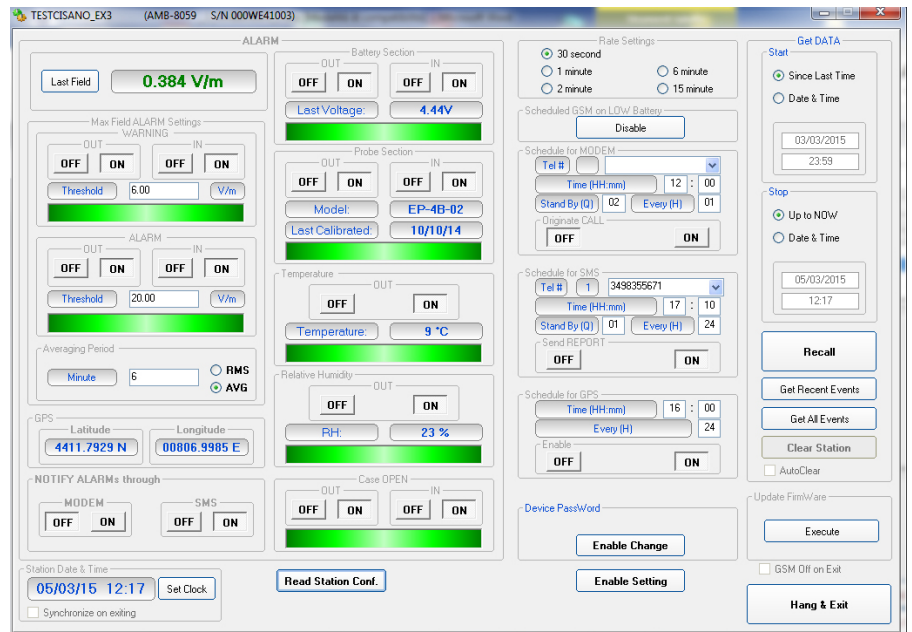 TESTCISANO_EX3 (AMB-8059 S/N 000WE41003)
ALARM
Last Field 0.384 V/m
Max Field ALARM Settings
WARNING
OUT IN
OFF ON OFF ON
Threshold 6.00 V/m
ALARM
OUT IN
OFF ON OFF ON
Threshold 20.00 V/m
Averaging Period
Minute 6 RMS
AVG
GPS
Latitude Longitude
4411.7929 N 00806.9985 E
NOTIFY ALARMs through
MODEM SMS
OFF ON OFF ON
Station Date & Time
05/03/15 12:17 Set Clock
Synchronize on exiting
Battery Section
OUT IN
OFF ON OFF ON
Last Voltage: 4.44V
Probe Section
OUT IN
OFF ON OFF ON
Model: EP-4B-02
Last Calibrated: 10/10/14
Temperature
OUT
OFF ON
Temperature: 9 °C
Relative Humidity
OUT
OFF ON
RH: 23 %
Case OPEN
OUT IN
OFF ON OFF ON
Read Station Conf.
Rate Settings
30 second
1 minute 6 minute
2 minute 15 minute
Scheduled GSM on LOW Battery
Disable
Schedule for MODEM
Tel #
Time (HH:mm) 12 : 00
Stand By (Q) 02 Every (H) 01
Originate CALL
OFF ON
Schedule for SMS
Tel # 1 3498355671
Time (HH:mm) 17 : 10
Stand By (Q) 01 Every (H) 24
Send REPORT
OFF ON
Schedule for GPS
Time (HH:mm) 16 : 00
Every (H) 24
Enable
OFF ON
Device PassWord
Enable Change
Enable Setting
Get DATA
Start
Since Last Time
Date & Time
03/03/2015
23:59
Stop
Up to NOW
Date & Time
05/03/2015
12:17
Recall
Get Recent Events
Get All Events
Clear Station
AutoClear
Update FirmWare
Execute
GSM Off on Exit
Hang & Exit